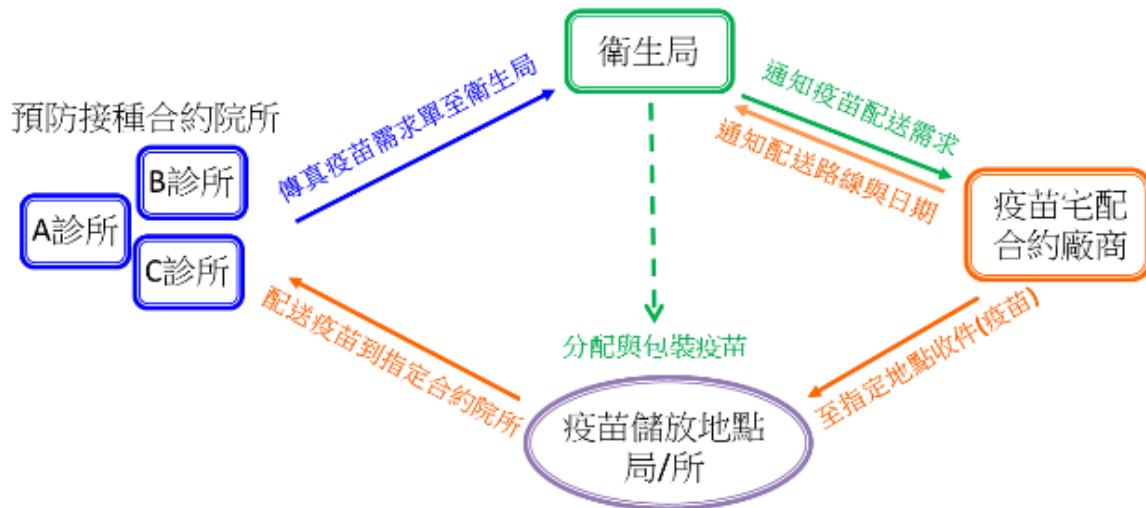 衛生局
預防接種合約院所
B診所
A診所
C診所
傳真疫苗需求單至衛生局
通知疫苗配送需求
通知配送路線與日期
疫苗宅配
合約廠商
至指定地點收件(疫苗)
分配與包裝疫苗
配送疫苗到指定合約院所
疫苗儲放地點
局/所